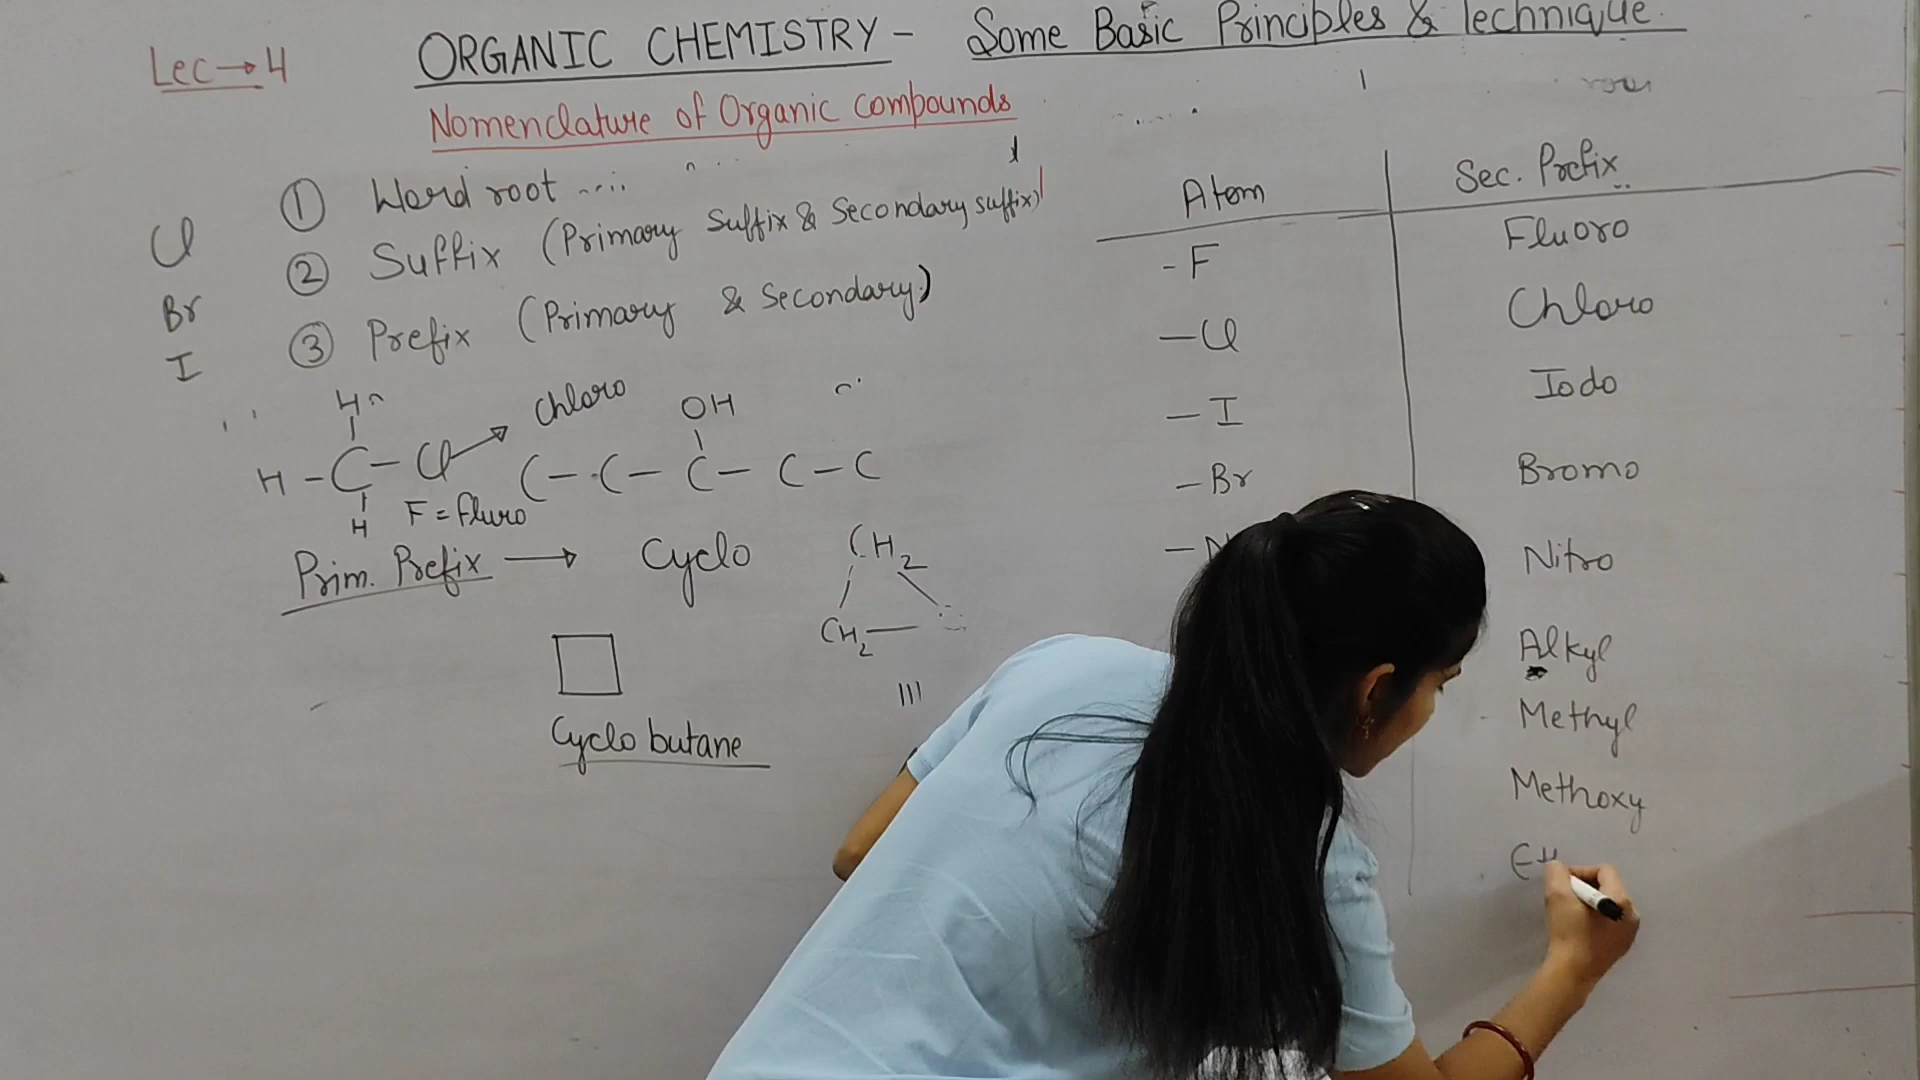 Lec→4
ORGANIC CHEMISTRY - Some Basic Principles & Technique.
Nomenclature of Organic compounds
① Word root
② Suffix (Primary Suffix & Secondary suffix)
③ Prefix (Primary & Secondary)
Cl
Br
I
H
H - C - Cl → Chloro
H
F = fluro
OH
C - C - C - C - C
Prim. Prefix → Cyclo
CH2
CH2
Cyclo butane
Atom Sec. Prefix
- F Fluoro
- Cl Chloro
- I Iodo
- Br Bromo
Nitro
Alkyl
Methyl
Methoxy